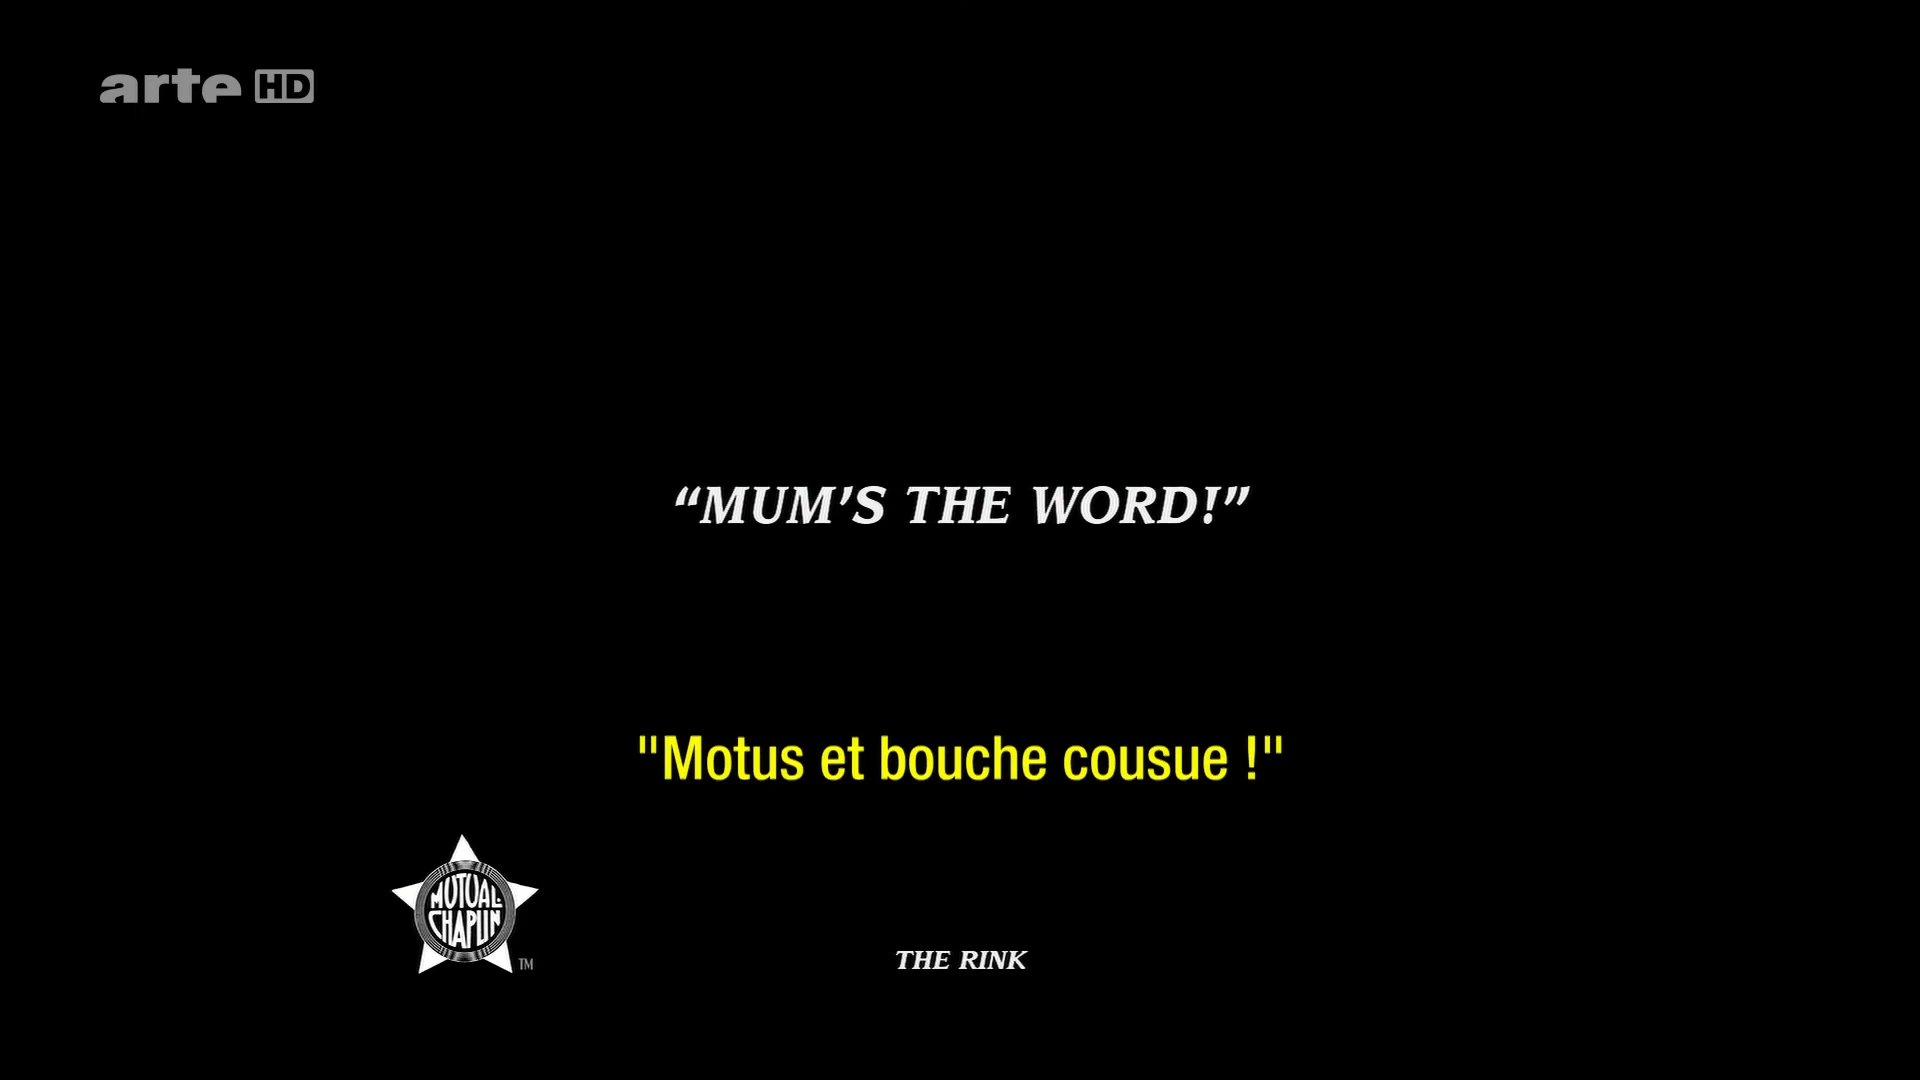 arte HD
“MUM’S THE WORD!”
"Motus et bouche cousue !"
MUTUAL-
CHAPLIN
TM
THE RINK